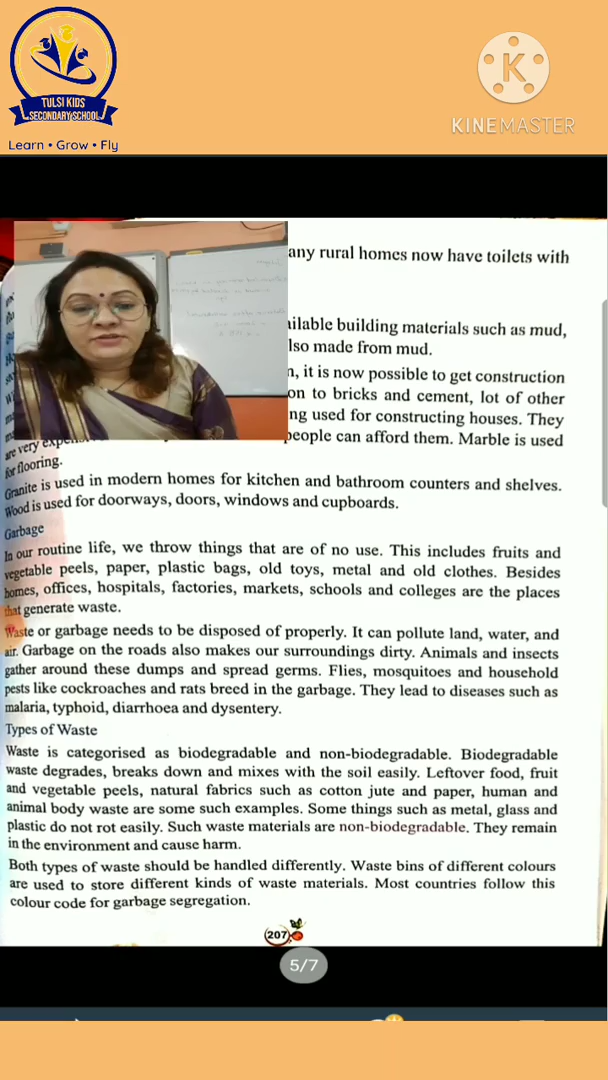 TULSI KIDS
SECONDARY SCHOOL
Learn • Grow • Fly
K
KINEMASTER
any rural homes now have toilets with
ilable building materials such as mud,
lso made from mud.
n, it is now possible to get construction
on to bricks and cement, lot of other
ng used for constructing houses. They
are very people can afford them. Marble is used
for flooring.
Granite is used in modern homes for kitchen and bathroom counters and shelves.
Wood is used for doorways, doors, windows and cupboards.
Garbage
In our routine life, we throw things that are of no use. This includes fruits and
vegetable peels, paper, plastic bags, old toys, metal and old clothes. Besides
homes, offices, hospitals, factories, markets, schools and colleges are the places
that generate waste.
Waste or garbage needs to be disposed of properly. It can pollute land, water, and
air. Garbage on the roads also makes our surroundings dirty. Animals and insects
gather around these dumps and spread germs. Flies, mosquitoes and household
pests like cockroaches and rats breed in the garbage. They lead to diseases such as
malaria, typhoid, diarrhoea and dysentery.
Types of Waste
Waste is categorised as biodegradable and non-biodegradable. Biodegradable
waste degrades, breaks down and mixes with the soil easily. Leftover food, fruit
and vegetable peels, natural fabrics such as cotton jute and paper, human and
animal body waste are some such examples. Some things such as metal, glass and
plastic do not rot easily. Such waste materials are non-biodegradable. They remain
in the environment and cause harm.
Both types of waste should be handled differently. Waste bins of different colours
are used to store different kinds of waste materials. Most countries follow this
colour code for garbage segregation.
207
5/7